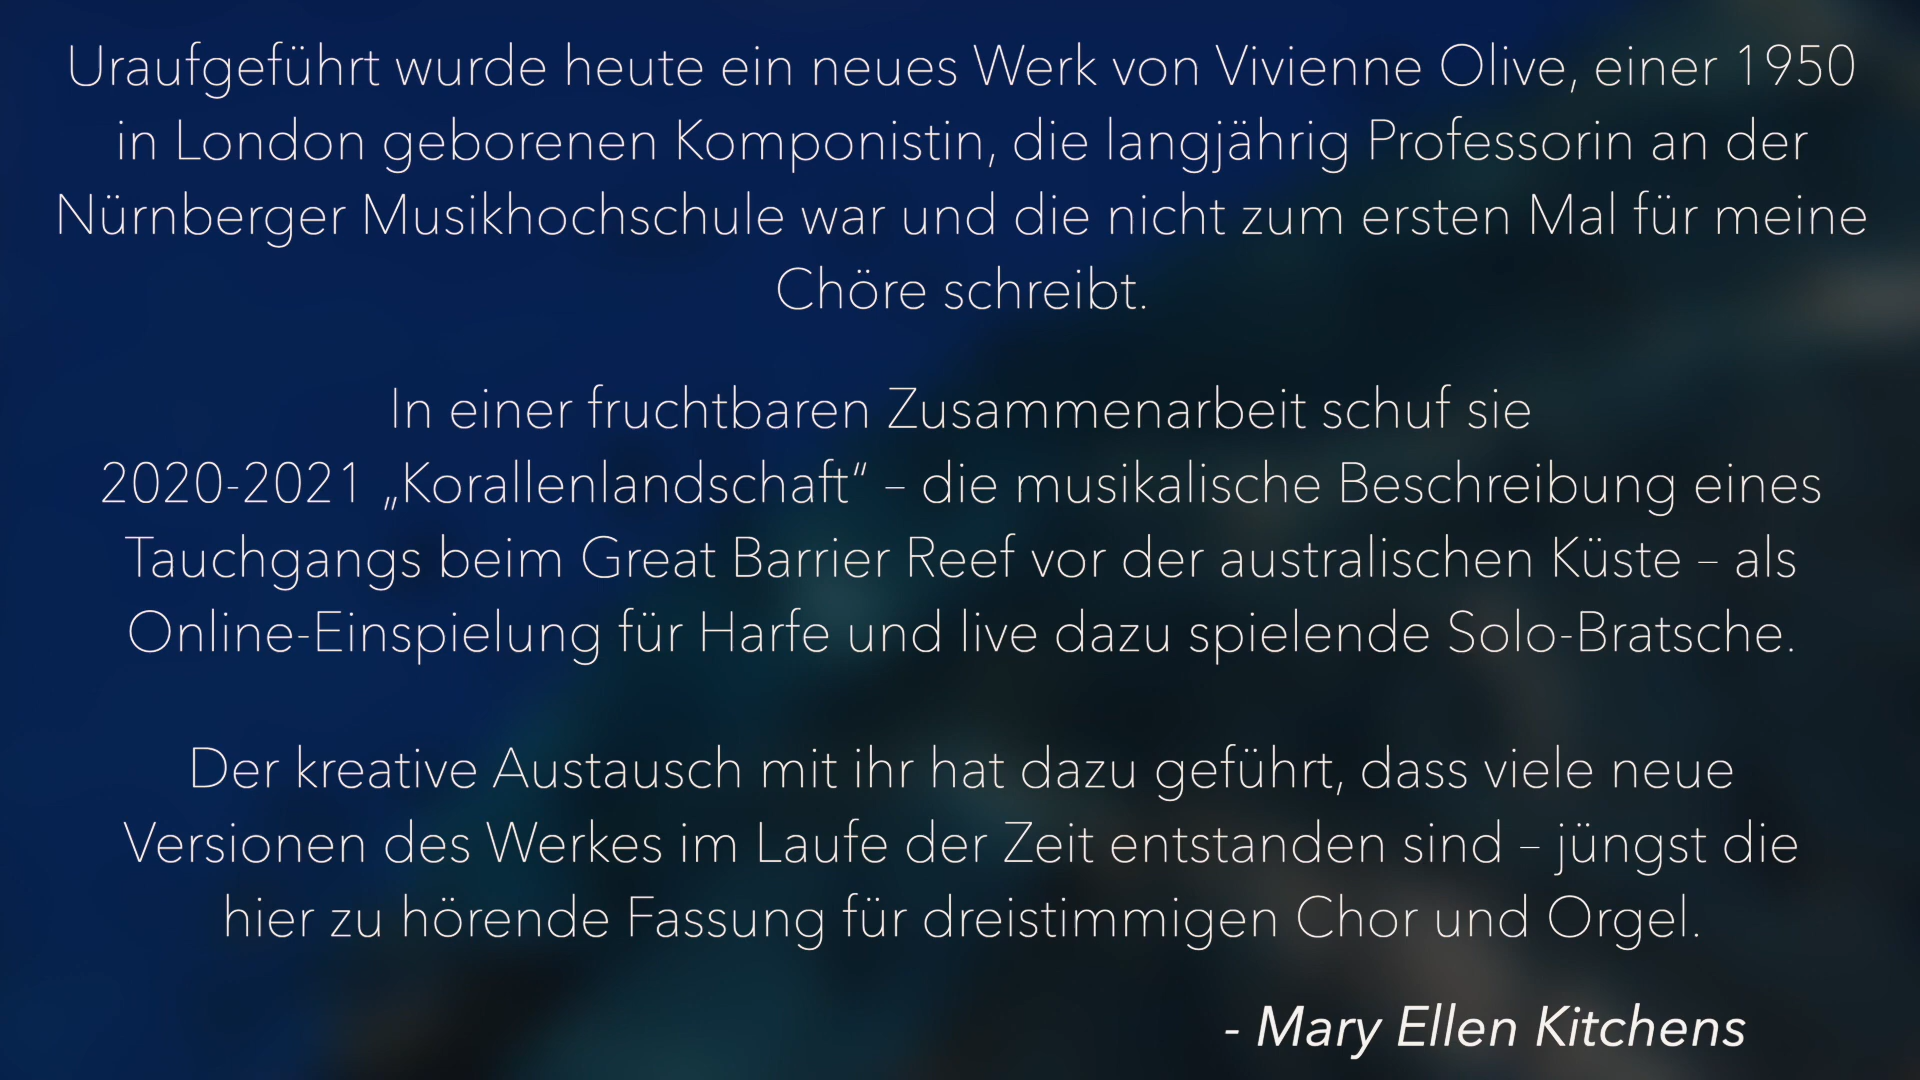 Uraufgeführt wurde heute ein neues Werk von Vivienne Olive, einer 1950
in London geborenen Komponistin, die langjährig Professorin an der
Nürnberger Musikhochschule war und die nicht zum ersten Mal für meine
Chöre schreibt.
In einer fruchtbaren Zusammenarbeit schuf sie
2020-2021 „Korallenlandschaft“ – die musikalische Beschreibung eines
Tauchgangs beim Great Barrier Reef vor der australischen Küste – als
Online-Einspielung für Harfe und live dazu spielende Solo-Bratsche.
Der kreative Austausch mit ihr hat dazu geführt, dass viele neue
Versionen des Werkes im Laufe der Zeit entstanden sind – jüngst die
hier zu hörende Fassung für dreistimmigen Chor und Orgel.
- Mary Ellen Kitchens